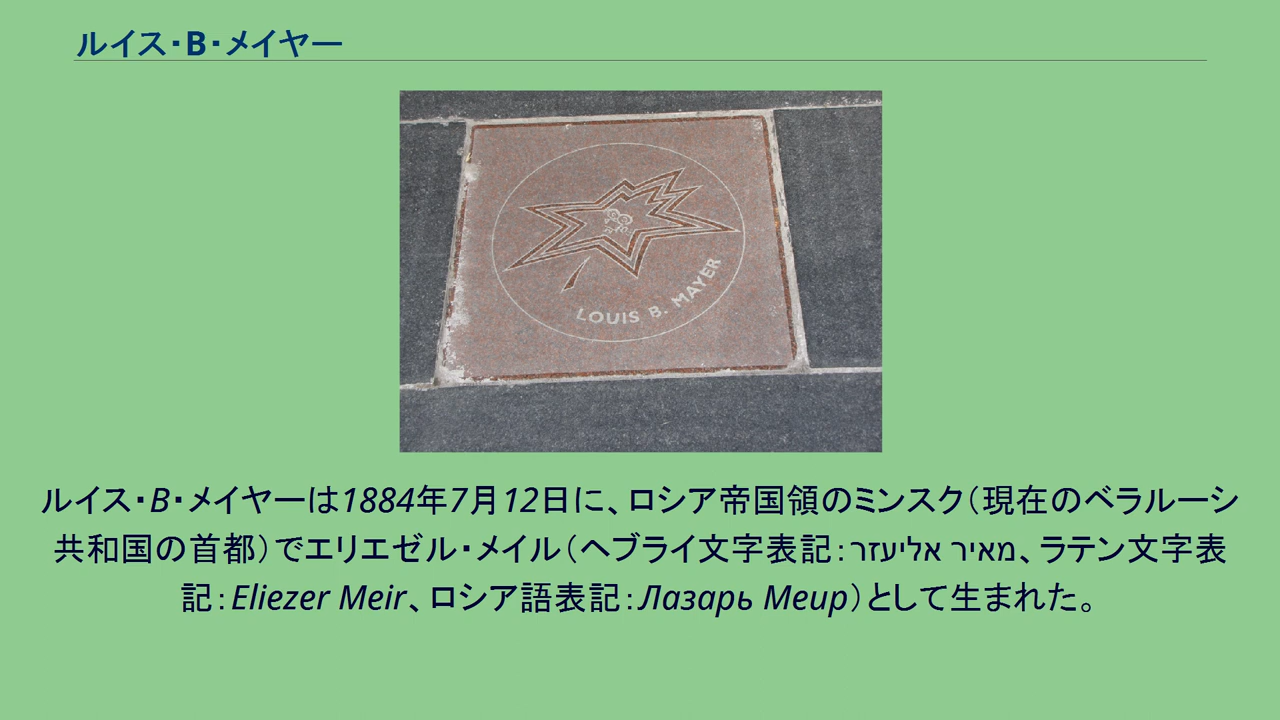 ルイス・B・メイヤー
LOUIS B. MAYER
ルイス・B・メイヤーは1884年7月12日に、ロシア帝国領のミンスク（現在のベラルーシ
共和国の首都）でエリエゼル・メイル（ヘブライ文字表記：מאיר אליעזר、ラテン文字表
記：Eliezer Meir、ロシア語表記：Лазарь Меир）として生まれた。